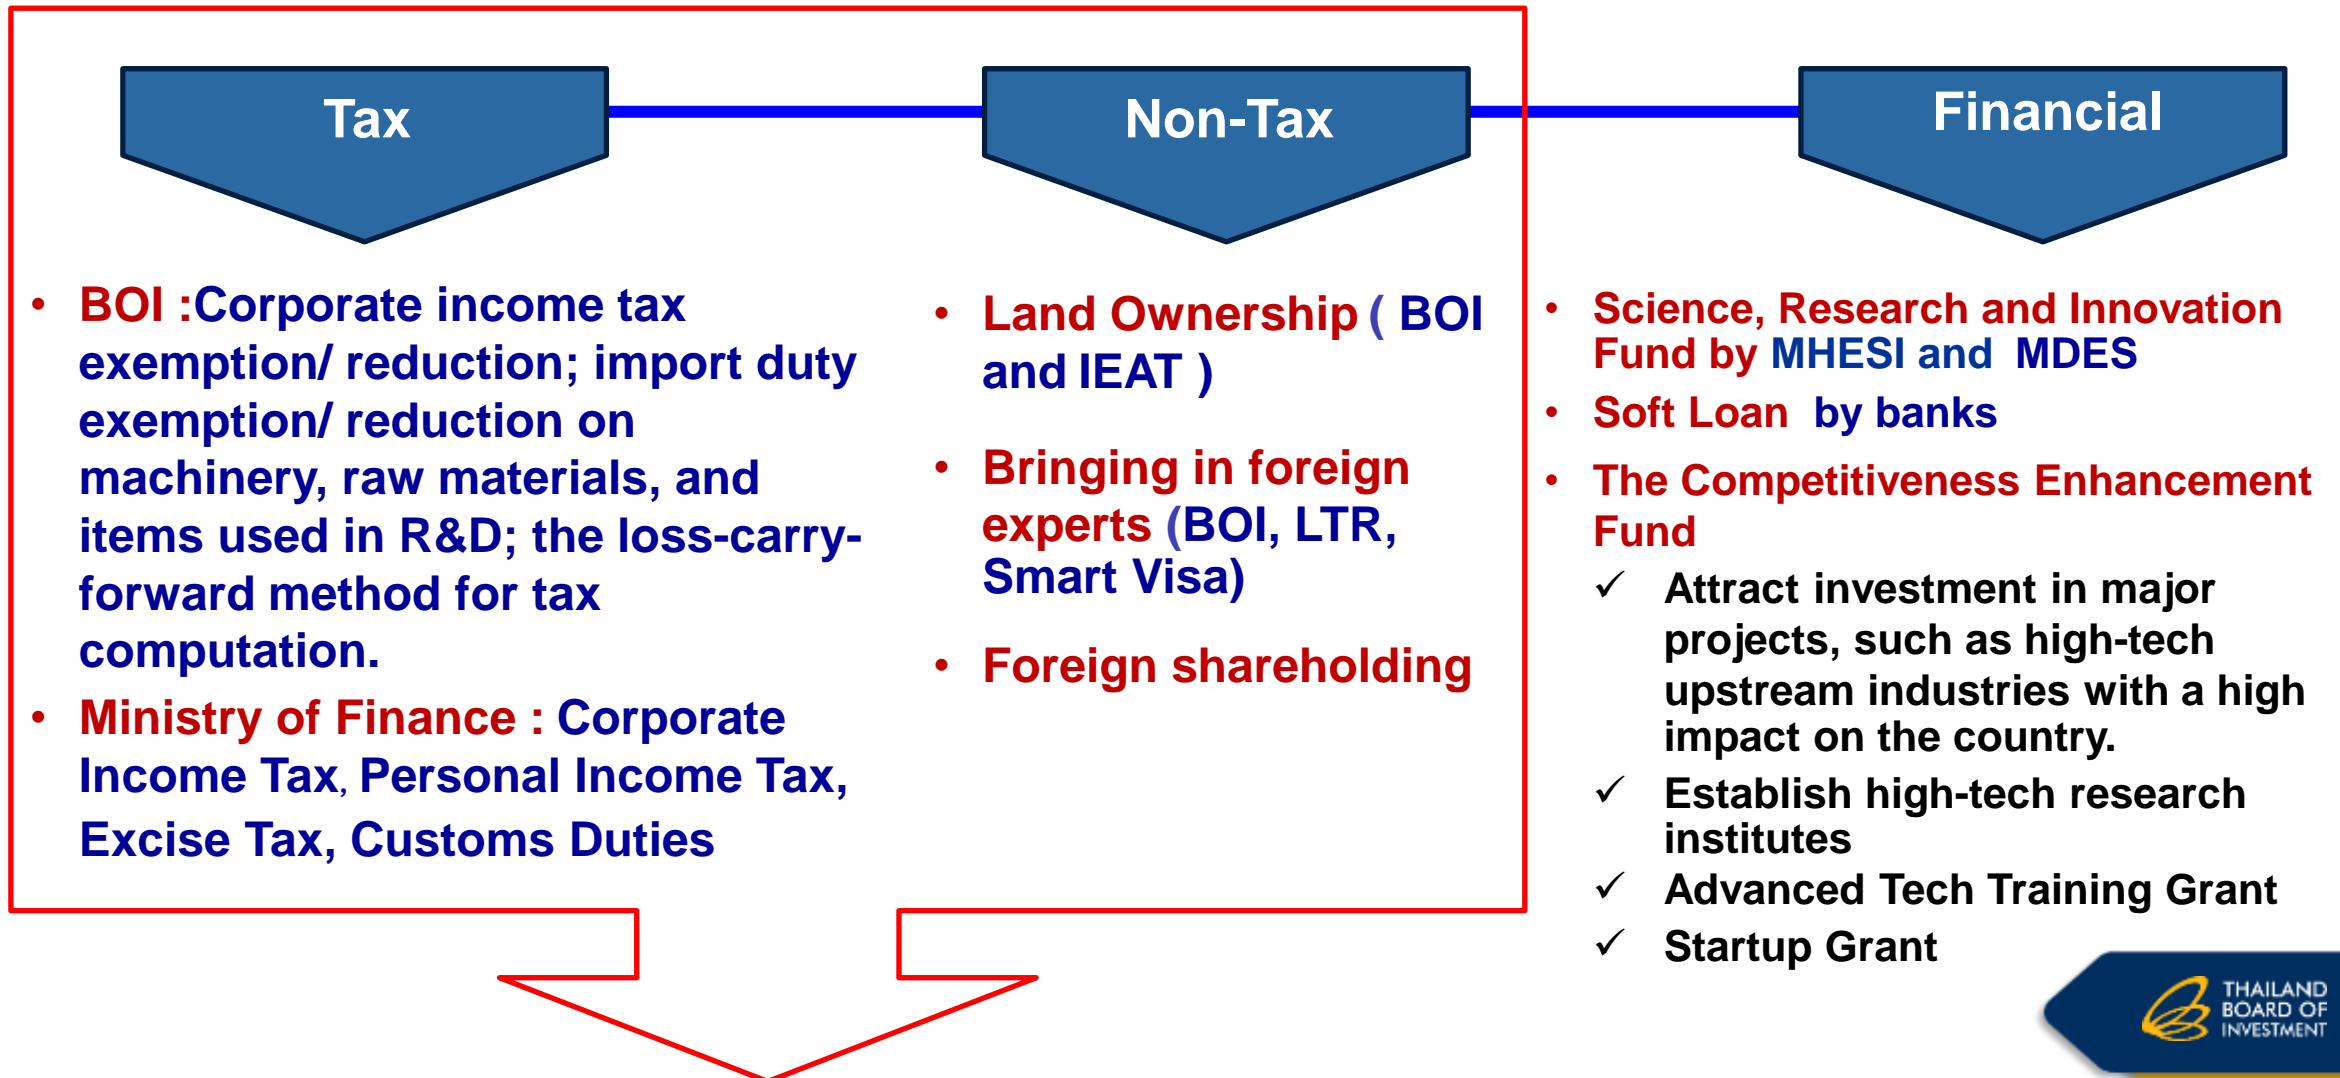 Tax
Non-Tax
Financial
• BOI :Corporate income tax
exemption/ reduction; import duty
exemption/ reduction on
machinery, raw materials, and
items used in R&D; the loss-carry-
forward method for tax
computation.
• Ministry of Finance : Corporate
Income Tax, Personal Income Tax,
Excise Tax, Customs Duties
• Land Ownership ( BOI
and IEAT )
• Bringing in foreign
experts (BOI, LTR,
Smart Visa)
• Foreign shareholding
• Science, Research and Innovation
Fund by MHESI and MDES
• Soft Loan by banks
• The Competitiveness Enhancement
Fund
✓ Attract investment in major
projects, such as high-tech
upstream industries with a high
impact on the country.
✓ Establish high-tech research
institutes
✓ Advanced Tech Training Grant
✓ Startup Grant
THAILAND
BOARD OF
INVESTMENT